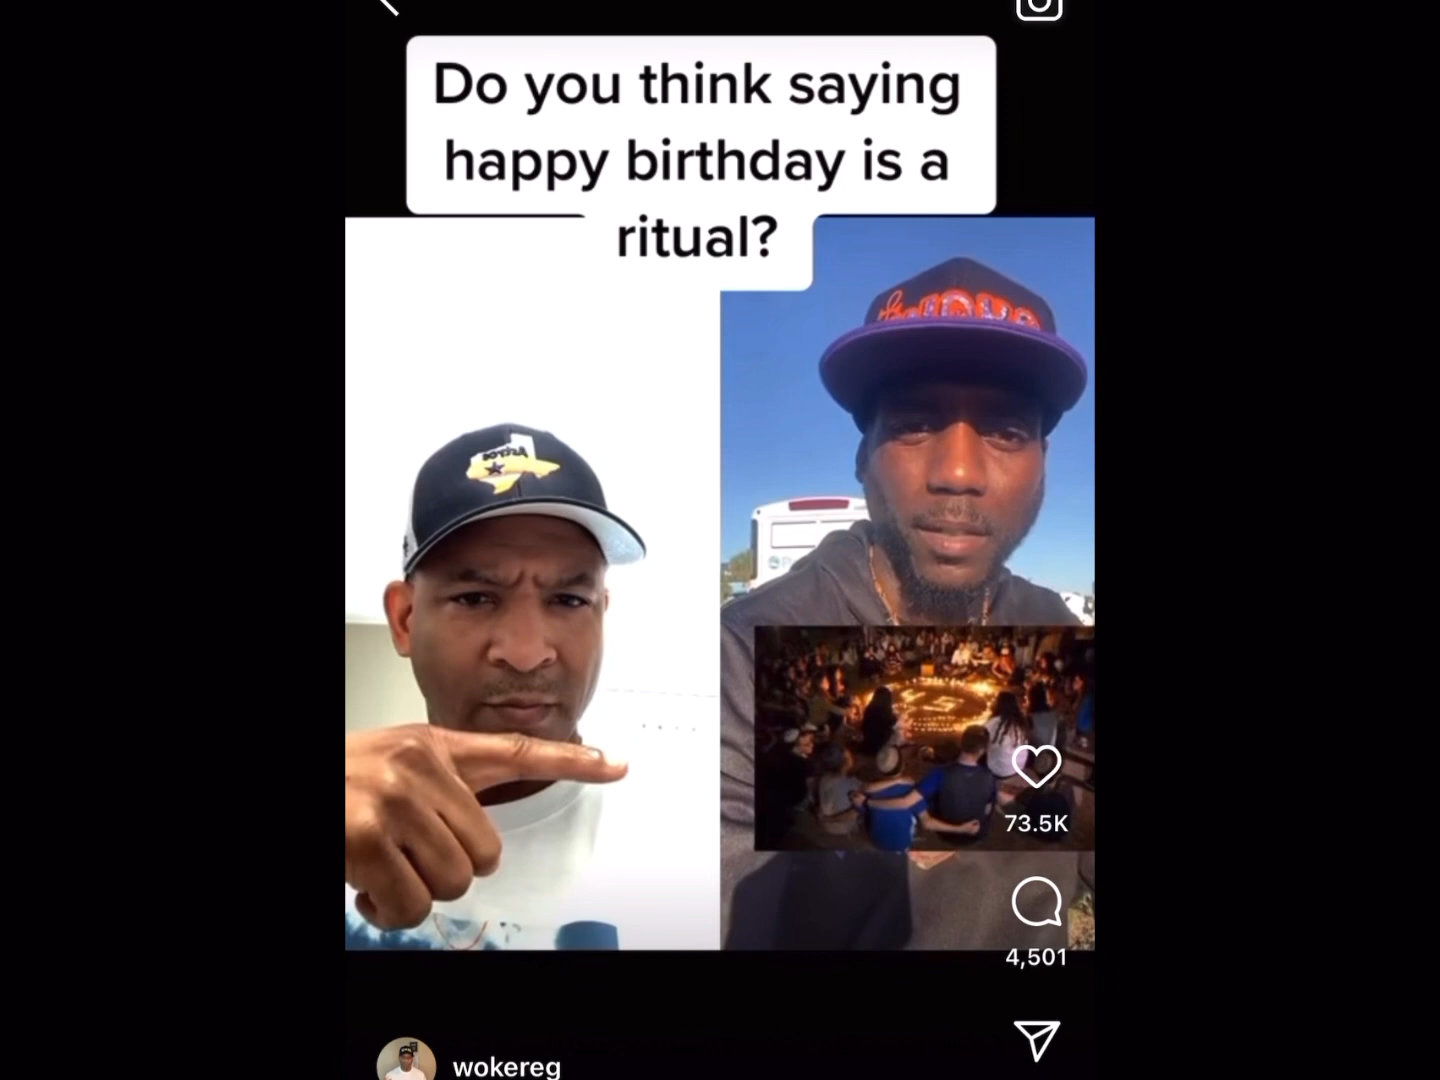 Do you think saying
happy birthday is a
ritual?
73.5K
4,501
wokereg